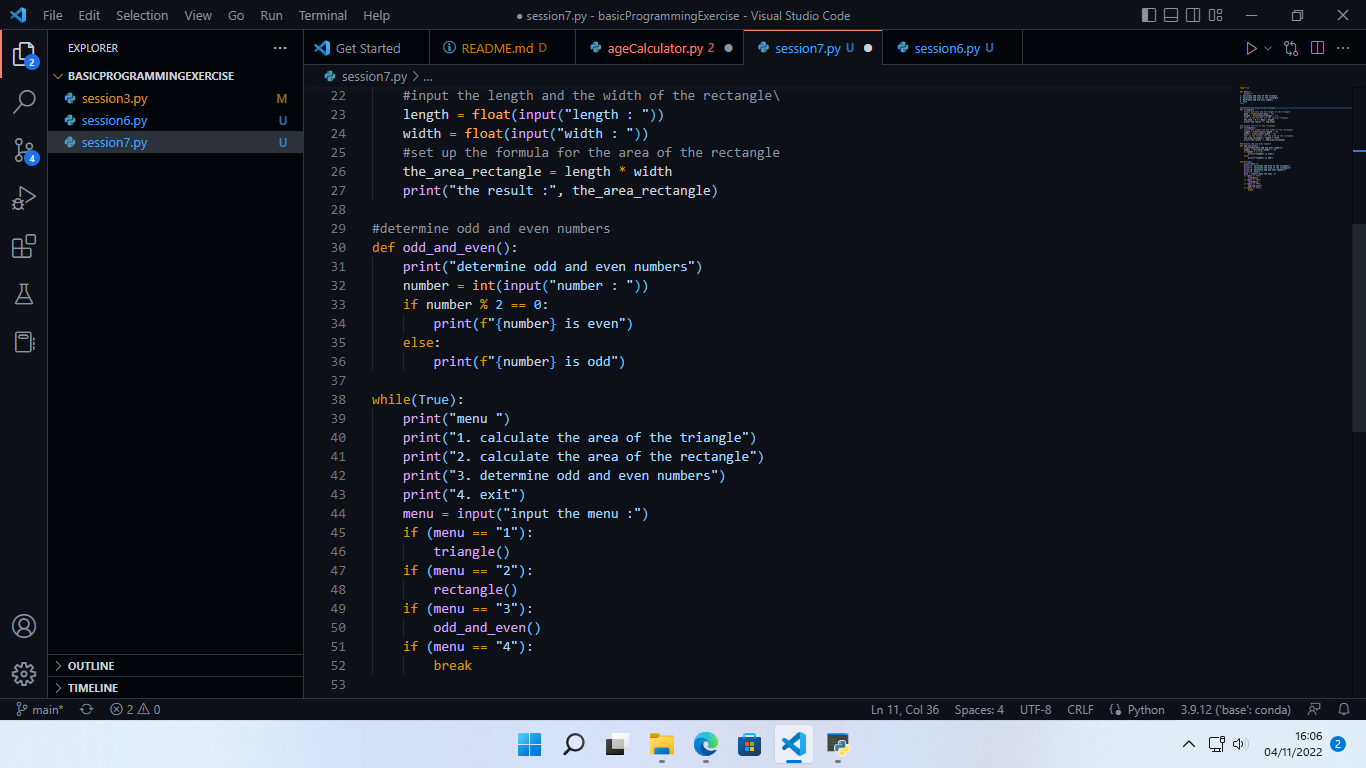 File Edit Selection View Go Run Terminal Help
● session7.py - basicProgrammingExercise - Visual Studio Code
EXPLORER
BASICPROGRAMMINGEXERCISE
session3.py M
session6.py U
session7.py U
OUTLINE
TIMELINE
2
4
Get Started
README.md D
ageCalculator.py 2
session7.py U
session6.py U
session7.py > ...
22 #input the length and the width of the rectangle\
23 length = float(input("length : "))
24 width = float(input("width : "))
25 #set up the formula for the area of the rectangle
26 the_area_rectangle = length * width
27 print("the result :", the_area_rectangle)
28
29 #determine odd and even numbers
30 def odd_and_even():
31 print("determine odd and even numbers")
32 number = int(input("number : "))
33 if number % 2 == 0:
34 print(f"{number} is even")
35 else:
36 print(f"{number} is odd")
37
38 while(True):
39 print("menu ")
40 print("1. calculate the area of the triangle")
41 print("2. calculate the area of the rectangle")
42 print("3. determine odd and even numbers")
43 print("4. exit")
44 menu = input("input the menu :")
45 if (menu == "1"):
46 triangle()
47 if (menu == "2"):
48 rectangle()
49 if (menu == "3"):
50 odd_and_even()
51 if (menu == "4"):
52 break
53
main* 2 0
Ln 11, Col 36 Spaces: 4 UTF-8 CRLF Python 3.9.12 ('base': conda)
16:06
04/11/2022
2